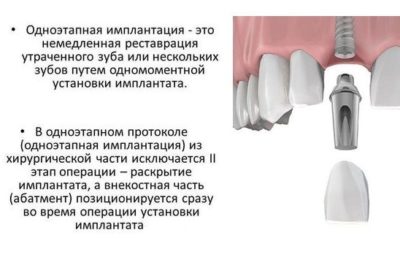 • Одноэтапная имплантация - это
немедленная реставрация
утраченного зуба или нескольких
зубов путем одномоментной
установки имплантата.
• В одноэтапном протоколе
(одноэтапная имплантация) из
хирургической части исключается II
этап операции – раскрытие
имплантата, а внекостная часть
(абатмент) позиционируется сразу
во время операции установки
имплантата